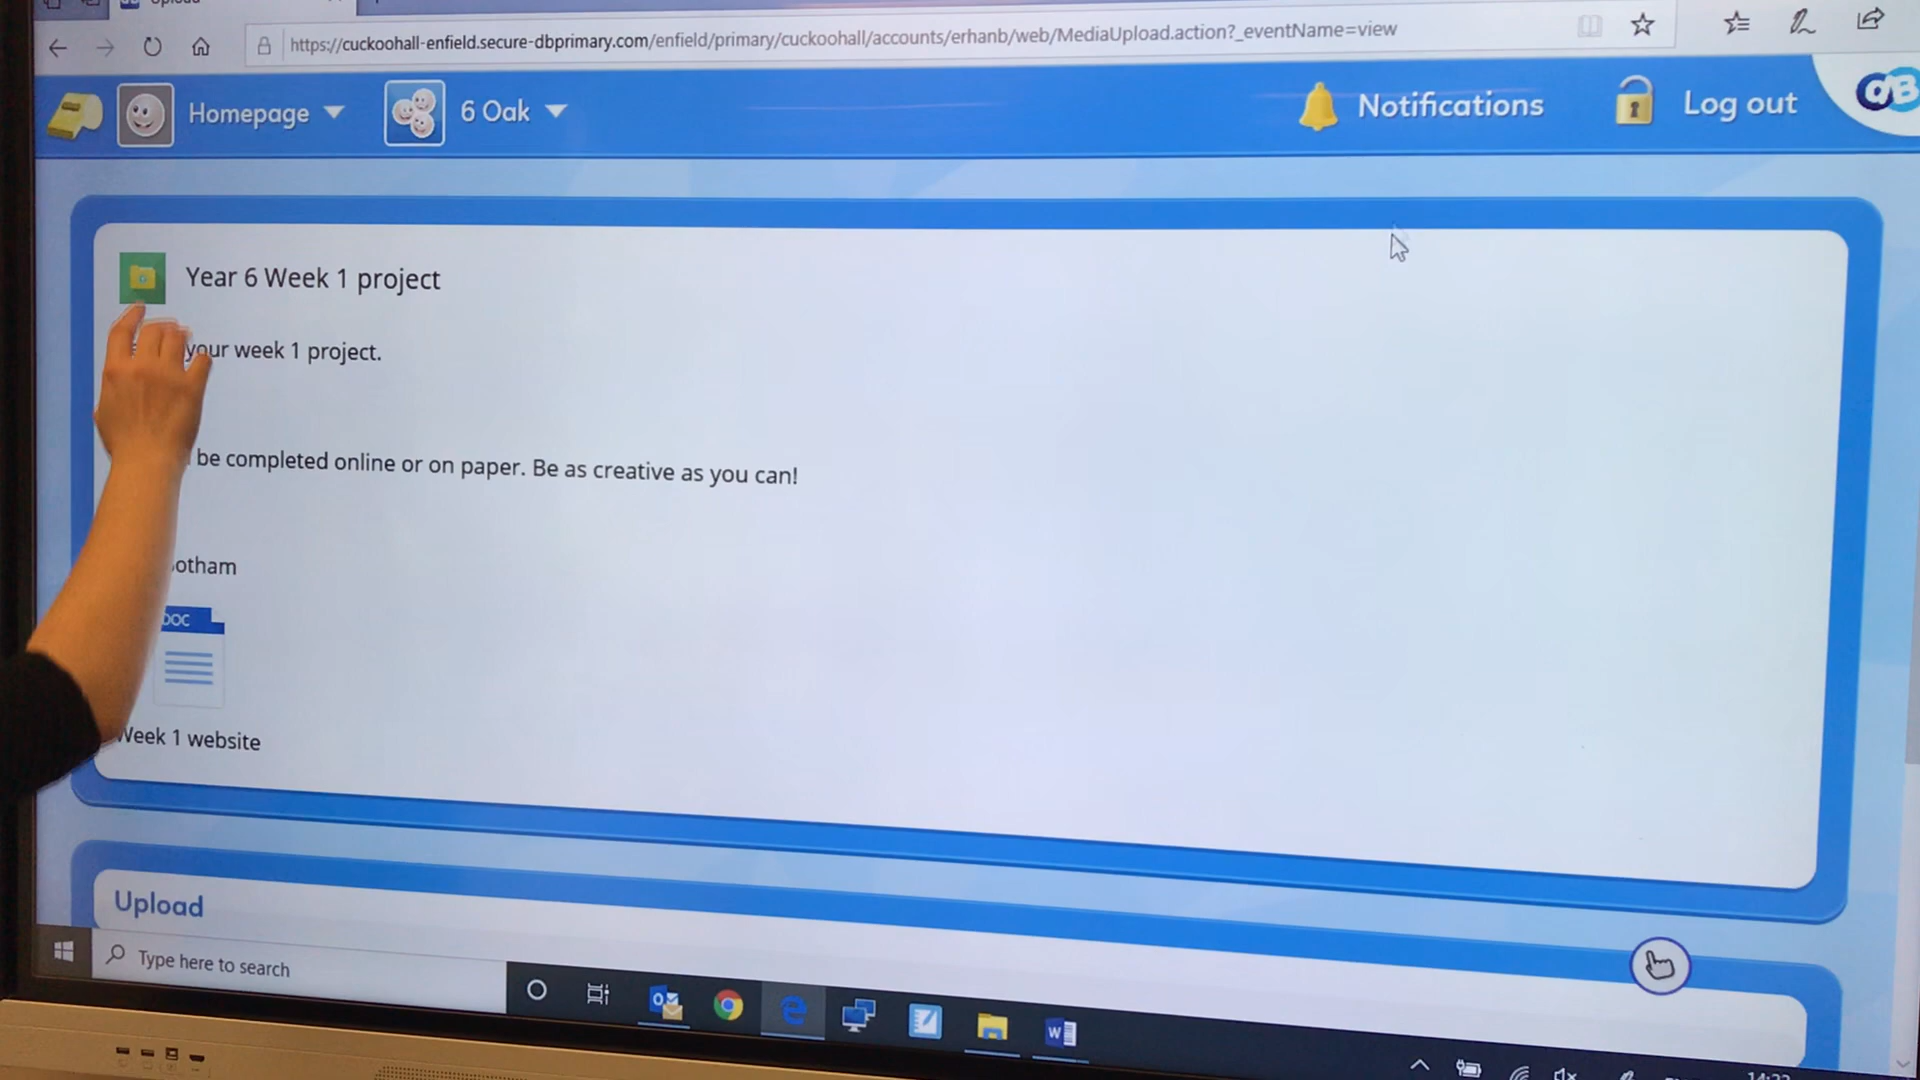 https://cuckoohall-enfield.secure-dbprimary.com/enfield/primary/cuckoohall/accounts/erhanb/web/MediaUpload.action?_eventName=view
Homepage 6 Oak Notifications Log out dB
Year 6 Week 1 project
your week 1 project.
be completed online or on paper. Be as creative as you can!
otham
DOC
Week 1 website
Upload
Type here to search